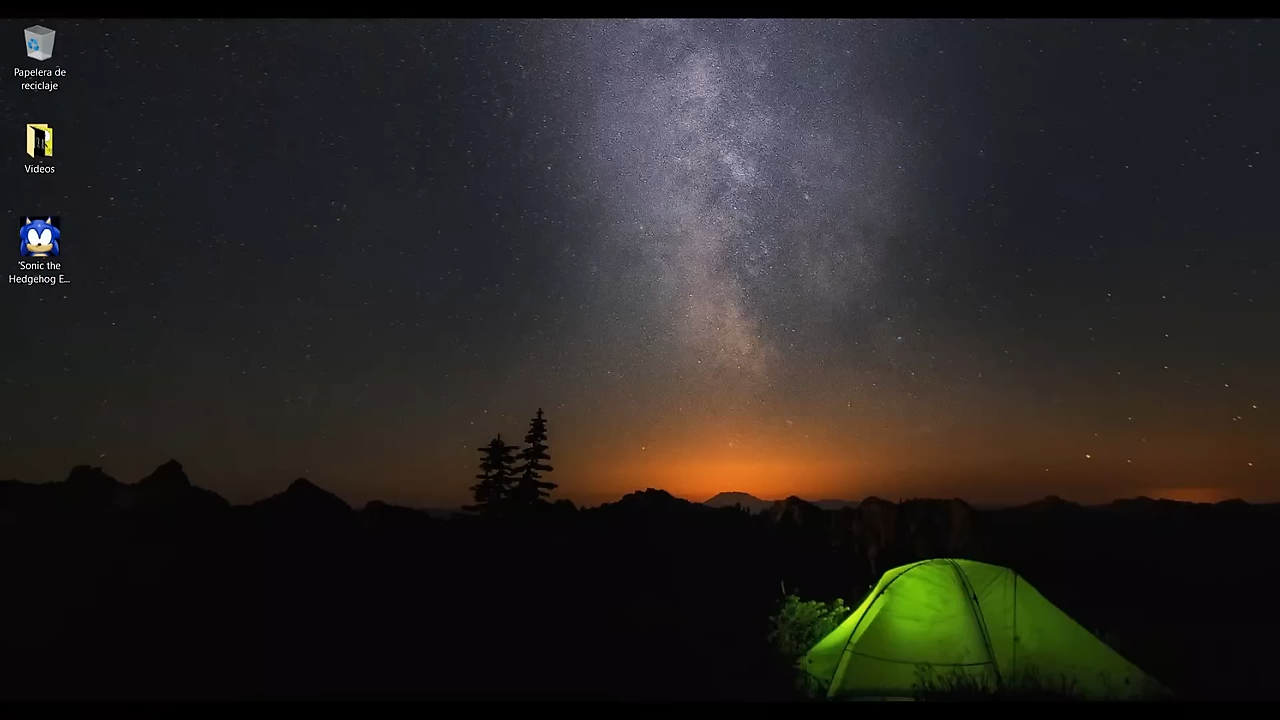 Papelera de
reciclaje
Videos
'Sonic the
Hedgehog E...